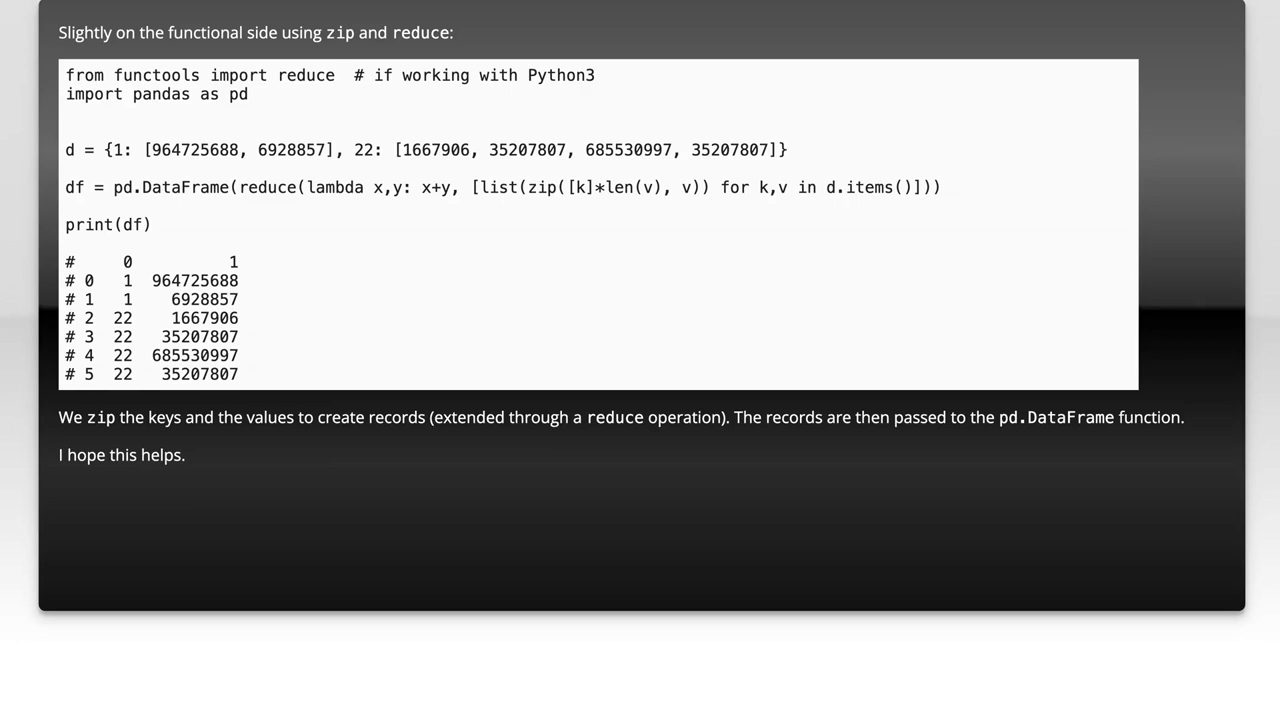 Slightly on the functional side using zip and reduce:
from functools import reduce  # if working with Python3
import pandas as pd
d = {1: [964725688, 6928857], 22: [1667906, 35207807, 685530997, 35207807]}
df = pd.DataFrame(reduce(lambda x,y: x+y, [list(zip([k]*len(v), v)) for k,v in d.items()]))
print(df)
#     0          1
# 0   1  964725688
# 1   1    6928857
# 2  22    1667906
# 3  22   35207807
# 4  22  685530997
# 5  22   35207807
We zip the keys and the values to create records (extended through a reduce operation). The records are then passed to the pd.DataFrame function.
I hope this helps.